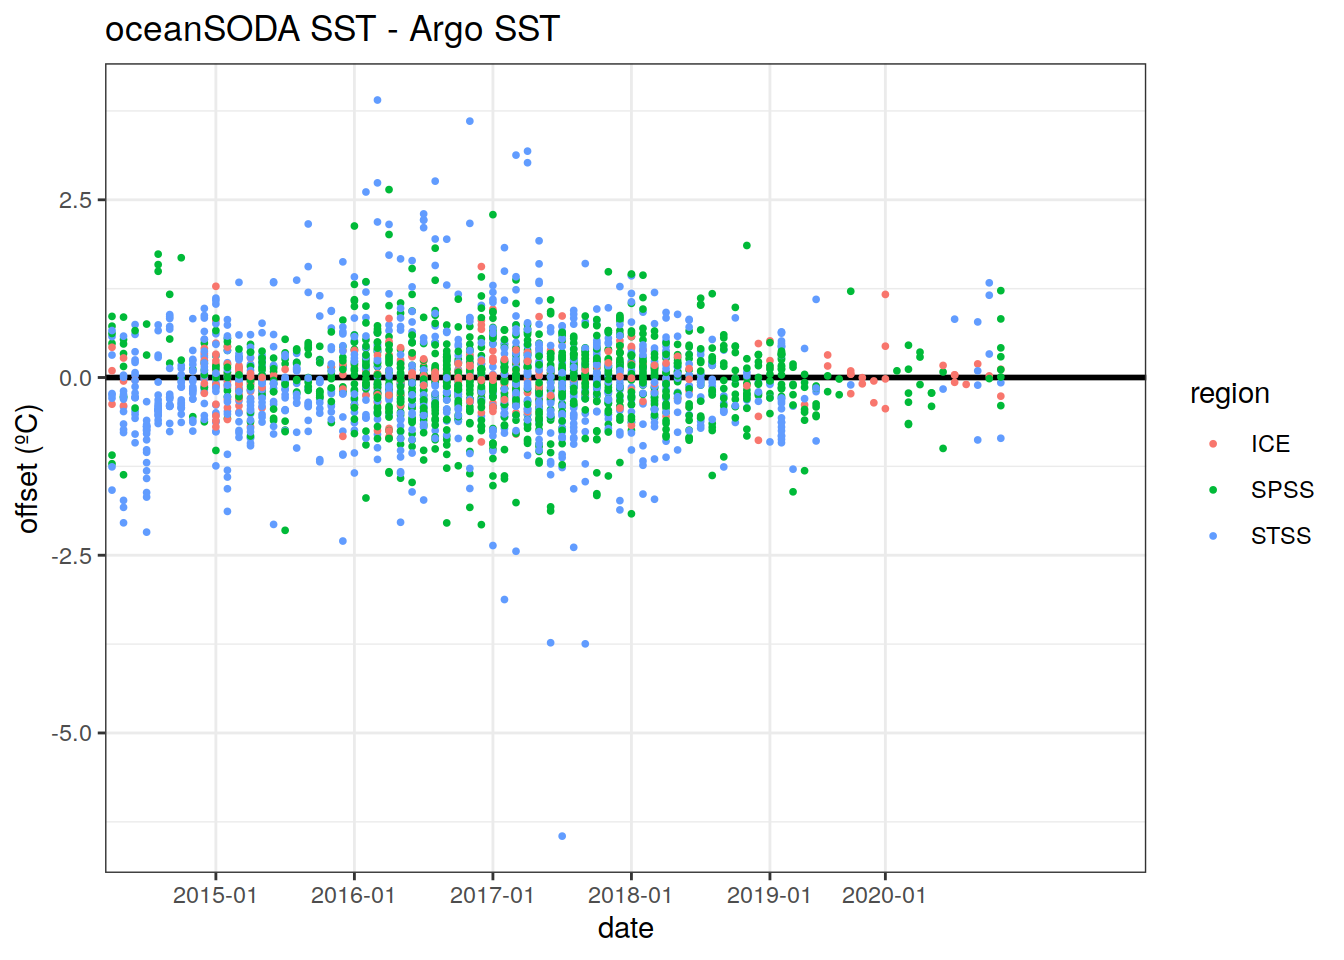 oceanSODA SST - Argo SST
2.5
0.0
-2.5
-5.0
offset (ºC)
2015-01 2016-01 2017-01 2018-01 2019-01 2020-01
date
region
ICE
SPSS
STSS